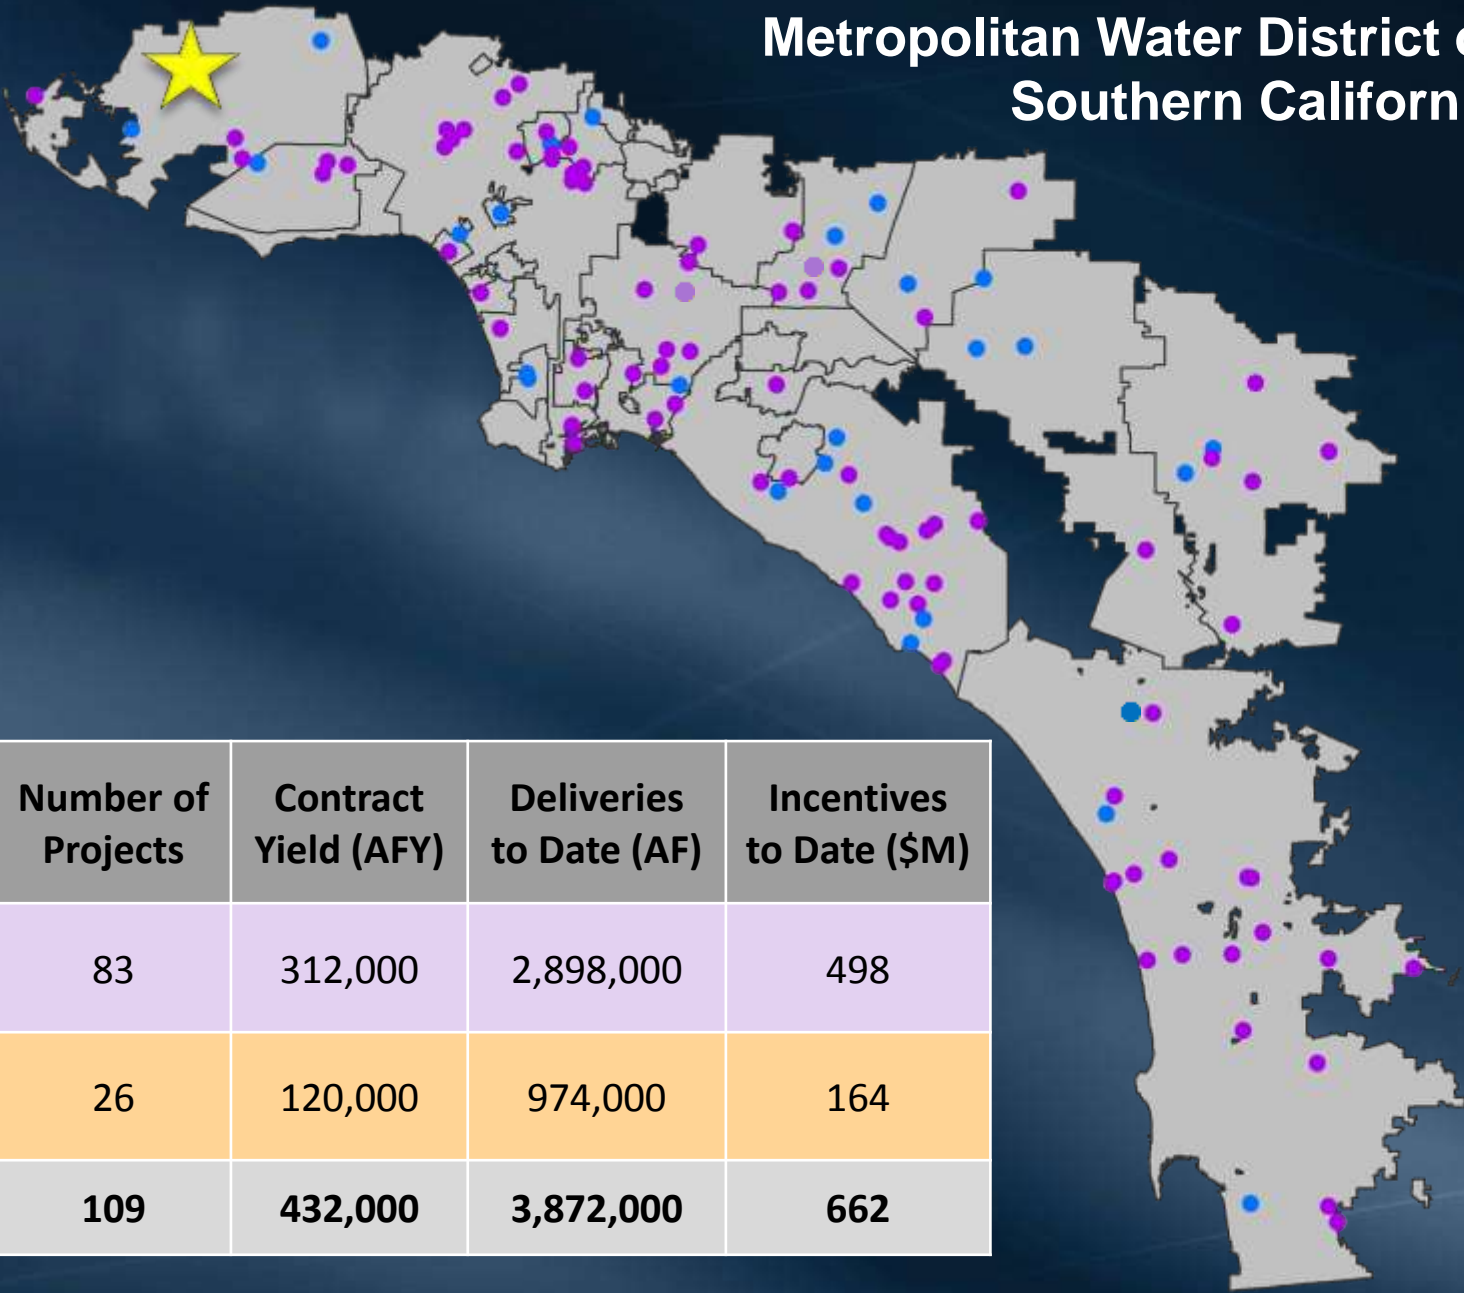 Metropolitan Water District
Southern Californ
Number of Projects Contract Yield (AFY) Deliveries to Date (AF) Incentives to Date ($M)
83 312,000 2,898,000 498
26 120,000 974,000 164
109 432,000 3,872,000 662